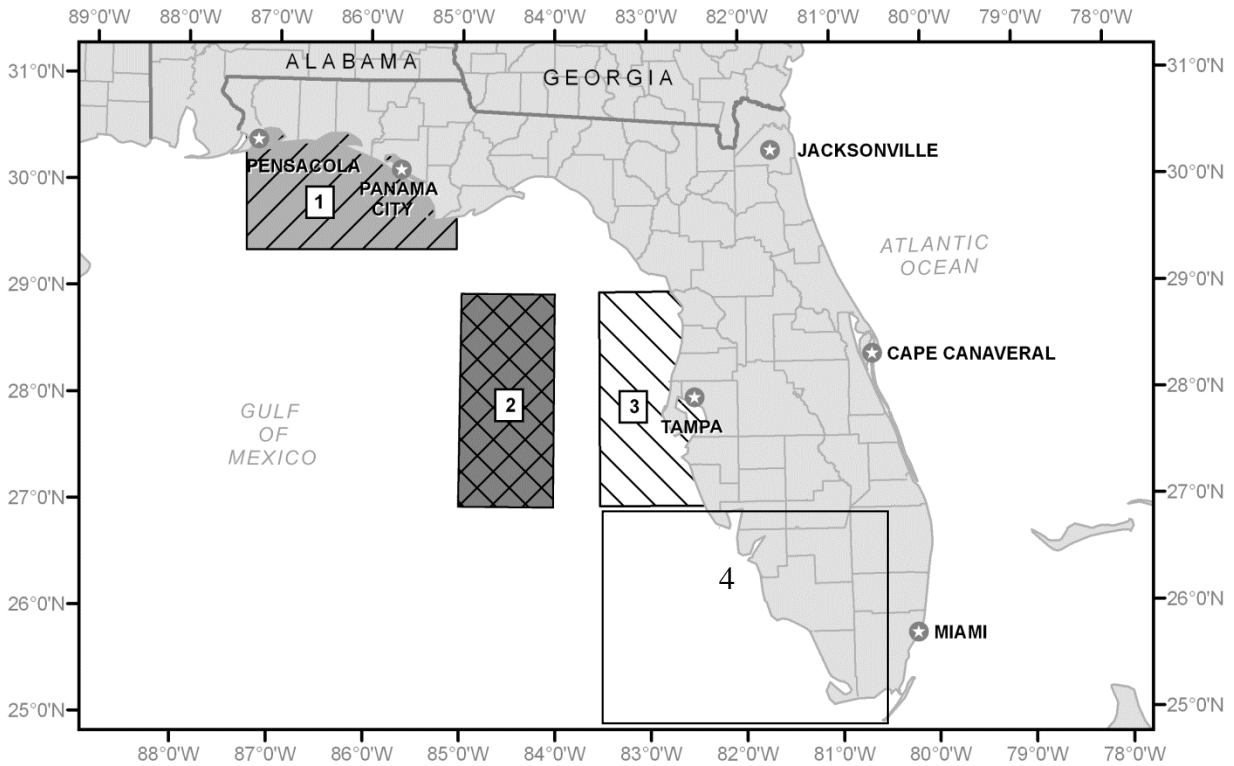 89°0'W 88°0'W 87°0'W 86°0'W 85°0'W 84°0'W 83°0'W 82°0'W 81°0'W 80°0'W 79°0'W 78°0'W
ALABAMA
GEORGIA
31°0'N
31°0'N
JACKSONVILLE
PENSACOLA
30°0'N
30°0'N
PANAMA
CITY
1
ATLANTIC
OCEAN
29°0'N
29°0'N
CAPE CANAVERAL
28°0'N
28°0'N
2
3
GULF
OF
MEXICO
TAMPA
27°0'N
27°0'N
4
26°0'N
26°0'N
MIAMI
25°0'N
25°0'N
88°0'W 87°0'W 86°0'W 85°0'W 84°0'W 83°0'W 82°0'W 81°0'W 80°0'W 79°0'W 78°0'W